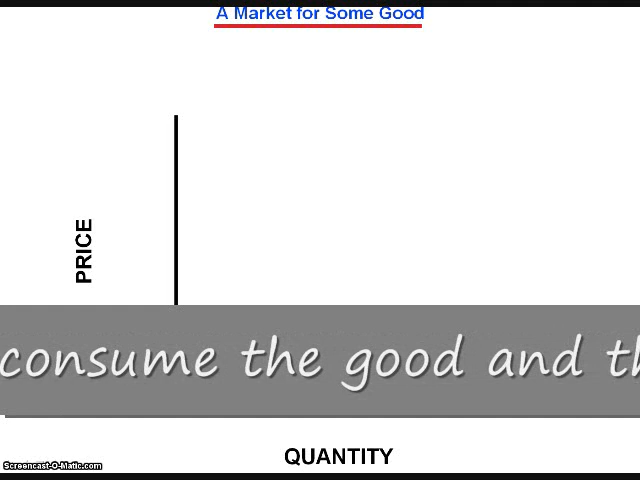 A Market for Some Good
PRICE
consume the good and th
QUANTITY
Screencast-O-Matic.com